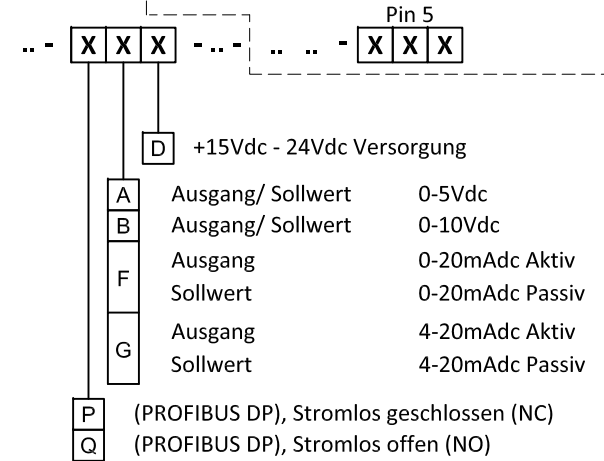 Pin 5
.. - X X X - .. - .. .. - X X X
D +15Vdc - 24Vdc Versorgung
A Ausgang/ Sollwert 0-5Vdc
B Ausgang/ Sollwert 0-10Vdc
F Ausgang 0-20mAdc Aktiv
Sollwert 0-20mAdc Passiv
G Ausgang 4-20mAdc Aktiv
Sollwert 4-20mAdc Passiv
P (PROFIBUS DP), Stromlos geschlossen (NC)
Q (PROFIBUS DP), Stromlos offen (NO)